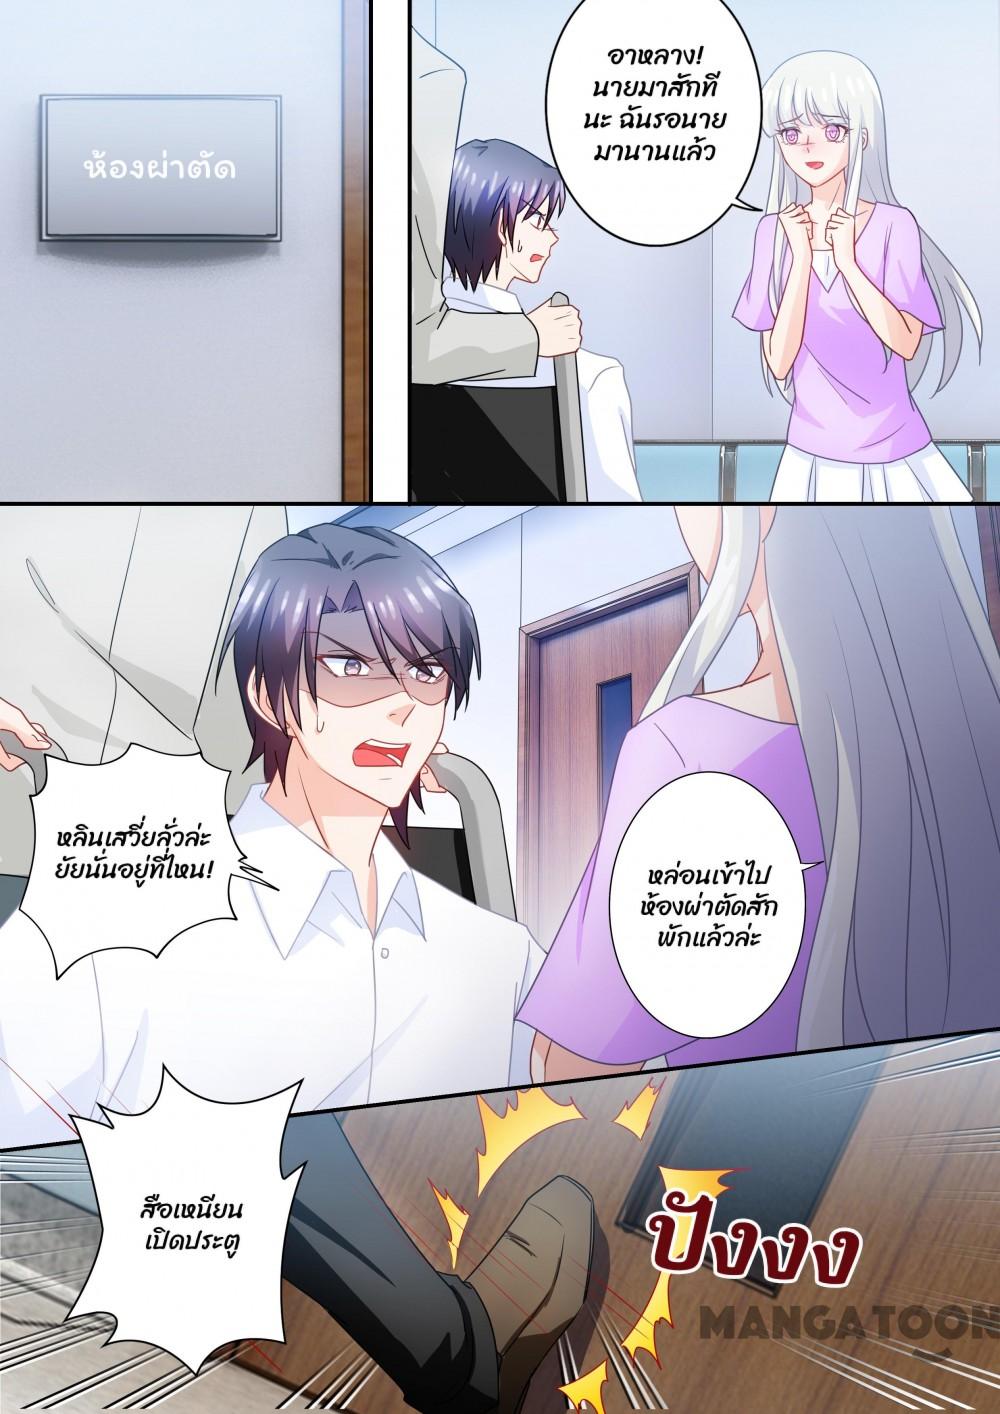 ห้องผ่าตัด
อาหลาง!
นายมาสักที
นะ ฉันรอนาย
มานานแล้ว
หลินเสวี่ยลั่วล่ะ
ยัยนั่นอยู่ที่ไหน!
หล่อนเข้าไป
ห้องผ่าตัดสัก
พักแล้วล่ะ
สือเหนียน
เปิดประตู
ปังงงง
MANGATOON